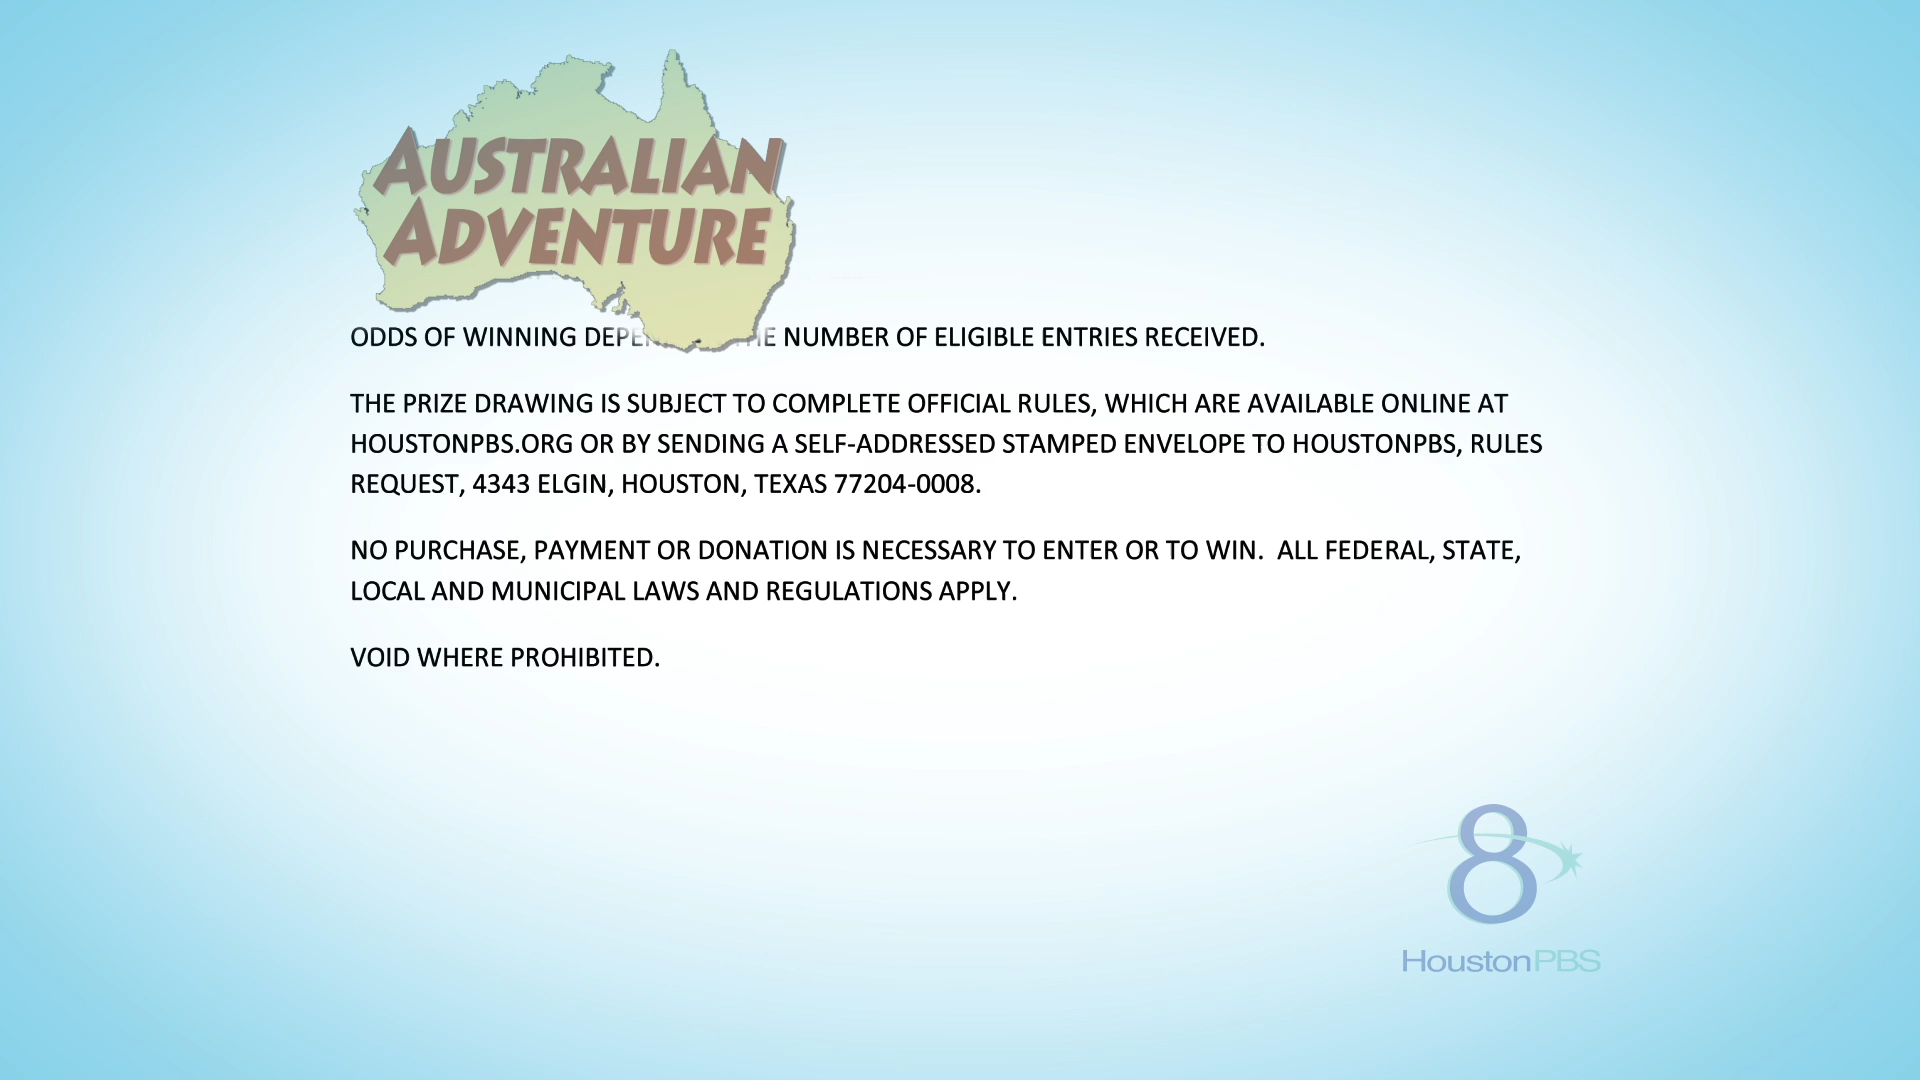 AUSTRALIAN
ADVENTURE
ODDS OF WINNING NUMBER OF ELIGIBLE ENTRIES RECEIVED.
THE PRIZE DRAWING IS SUBJECT TO COMPLETE OFFICIAL RULES, WHICH ARE AVAILABLE ONLINE AT
HOUSTONPBS.ORG OR BY SENDING A SELF-ADDRESSED STAMPED ENVELOPE TO HOUSTONPBS, RULES
REQUEST, 4343 ELGIN, HOUSTON, TEXAS 77204-0008.
NO PURCHASE, PAYMENT OR DONATION IS NECESSARY TO ENTER OR TO WIN.  ALL FEDERAL, STATE,
LOCAL AND MUNICIPAL LAWS AND REGULATIONS APPLY.
VOID WHERE PROHIBITED.
8
HoustonPBS